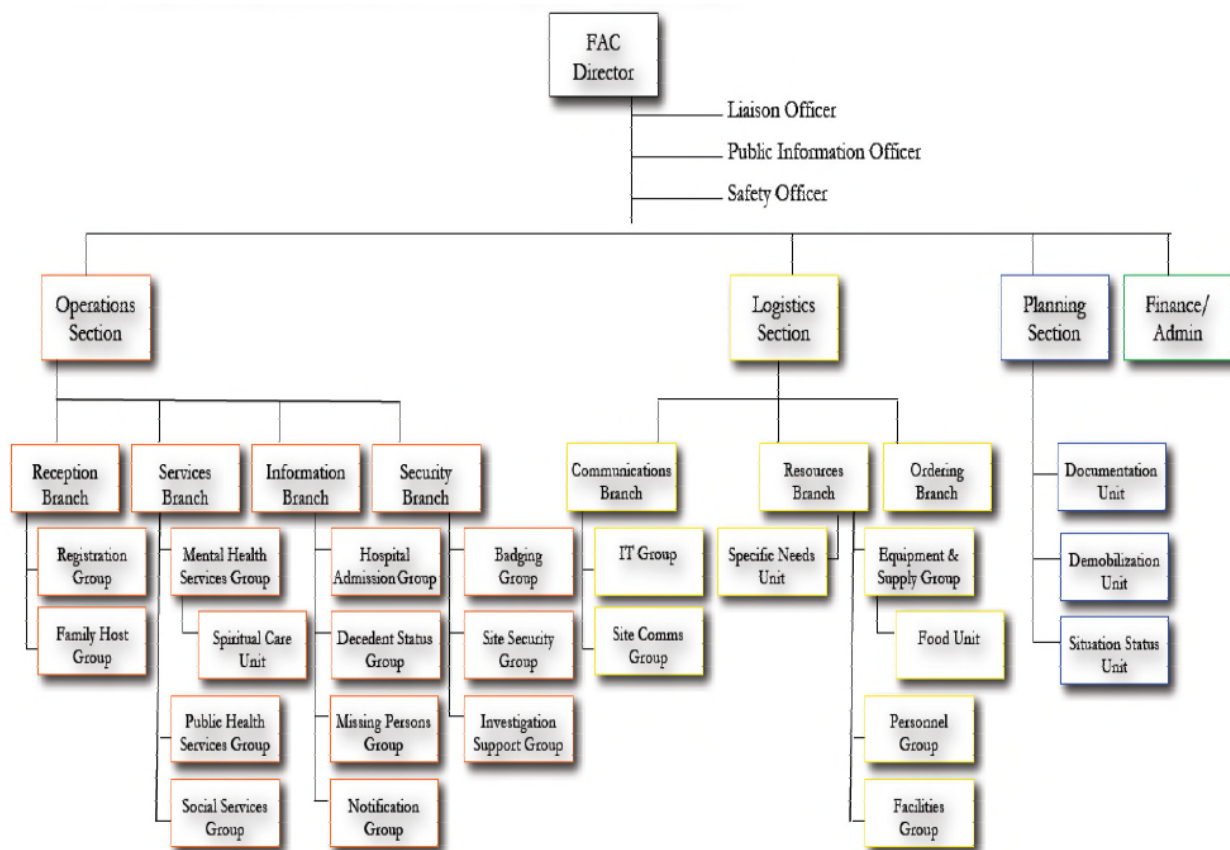 FAC
Director
Liaison Officer
Public Information Officer
Safety Officer
Operations
Section
Logistics
Section
Planning
Section
Finance/
Admin
Reception
Branch
Services
Branch
Information
Branch
Security
Branch
Communications
Branch
Resources
Branch
Ordering
Branch
Documentation
Unit
Registration
Group
Mental Health
Services Group
Hospital
Admission Group
Badging
Group
IT Group
Specific Needs
Unit
Equipment &
Supply Group
Demobilization
Unit
Family Host
Group
Spiritual Care
Unit
Decedent Status
Group
Site Security
Group
Site Comms
Group
Food Unit
Situation Status
Unit
Public Health
Services Group
Missing Persons
Group
Investigation
Support Group
Personnel
Group
Social Services
Group
Notification
Group
Facilities
Group